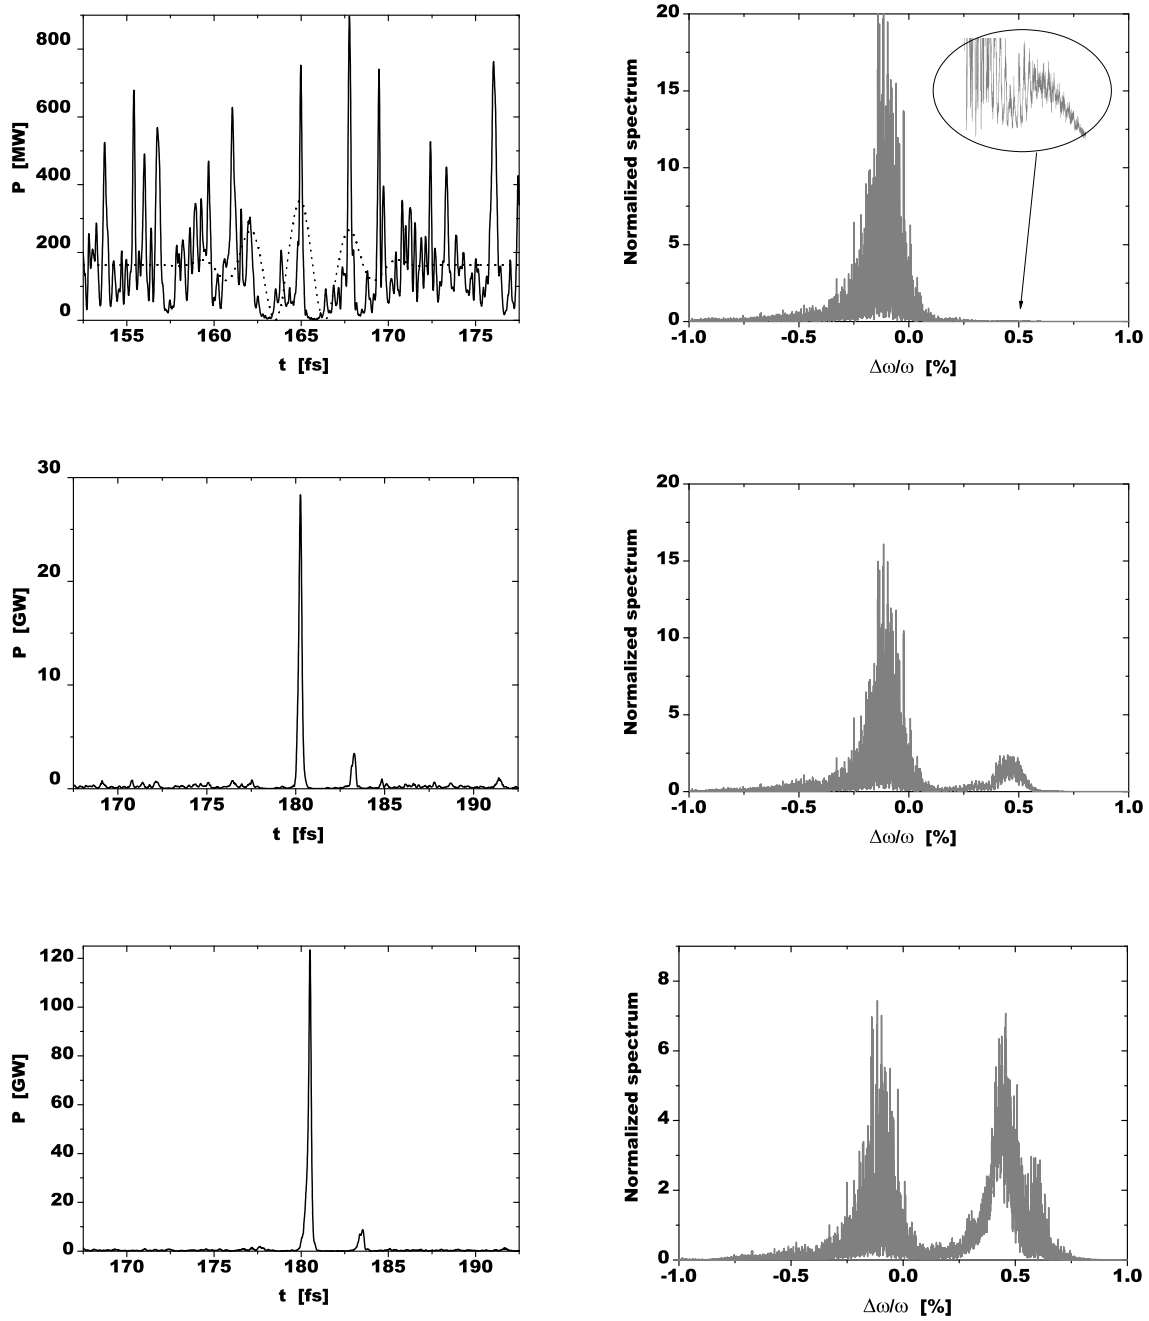 800
600
400
200
0
P [MW]
155 160 165 170 175
t [fs]
20
15
10
5
0
Normalized spectrum
-1.0 -0.5 0.0 0.5 1.0
Δω/ω [%]
30
20
10
0
P [GW]
170 175 180 185 190
t [fs]
20
15
10
5
0
Normalized spectrum
-1.0 -0.5 0.0 0.5 1.0
Δω/ω [%]
120
100
80
60
40
20
0
P [GW]
170 175 180 185 190
t [fs]
8
6
4
2
0
Normalized spectrum
-1.0 -0.5 0.0 0.5 1.0
Δω/ω [%]